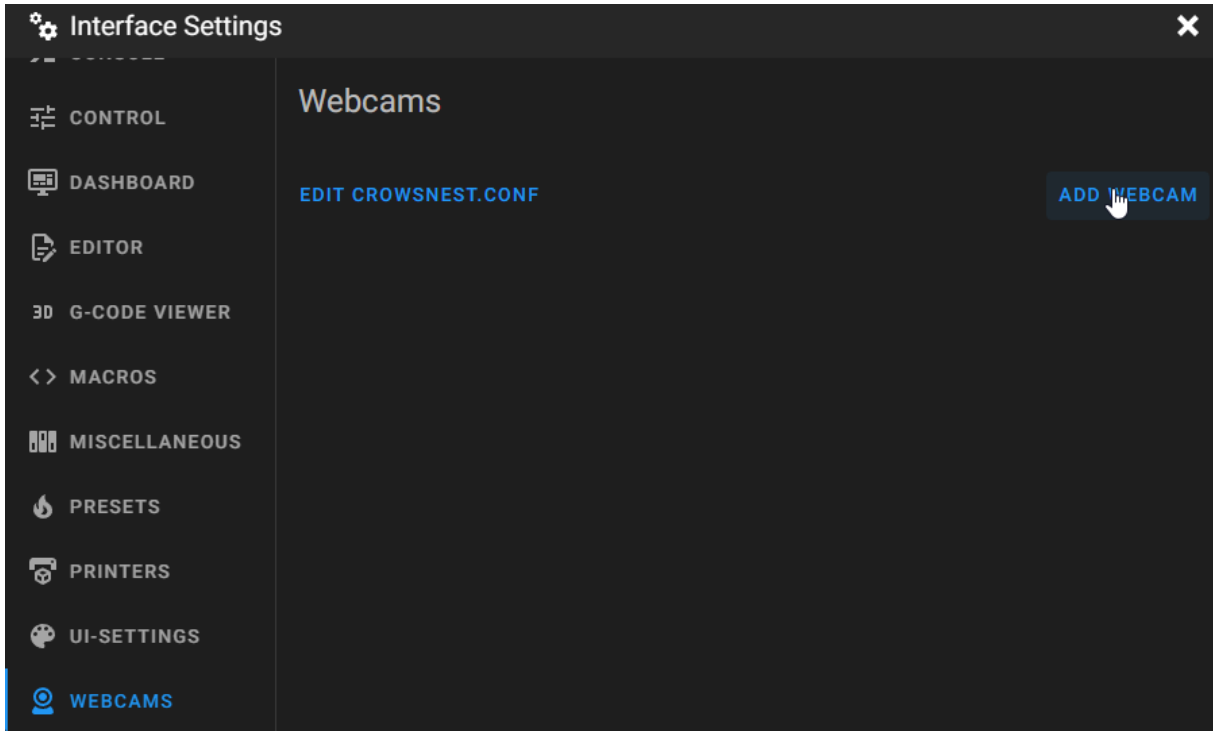 Interface Settings
CONTROL
DASHBOARD
EDITOR
3D G-CODE VIEWER
MACROS
MISCELLANEOUS
PRESETS
PRINTERS
UI-SETTINGS
WEBCAMS
Webcams
EDIT CROWSNEST.CONF
ADD WEBCAM